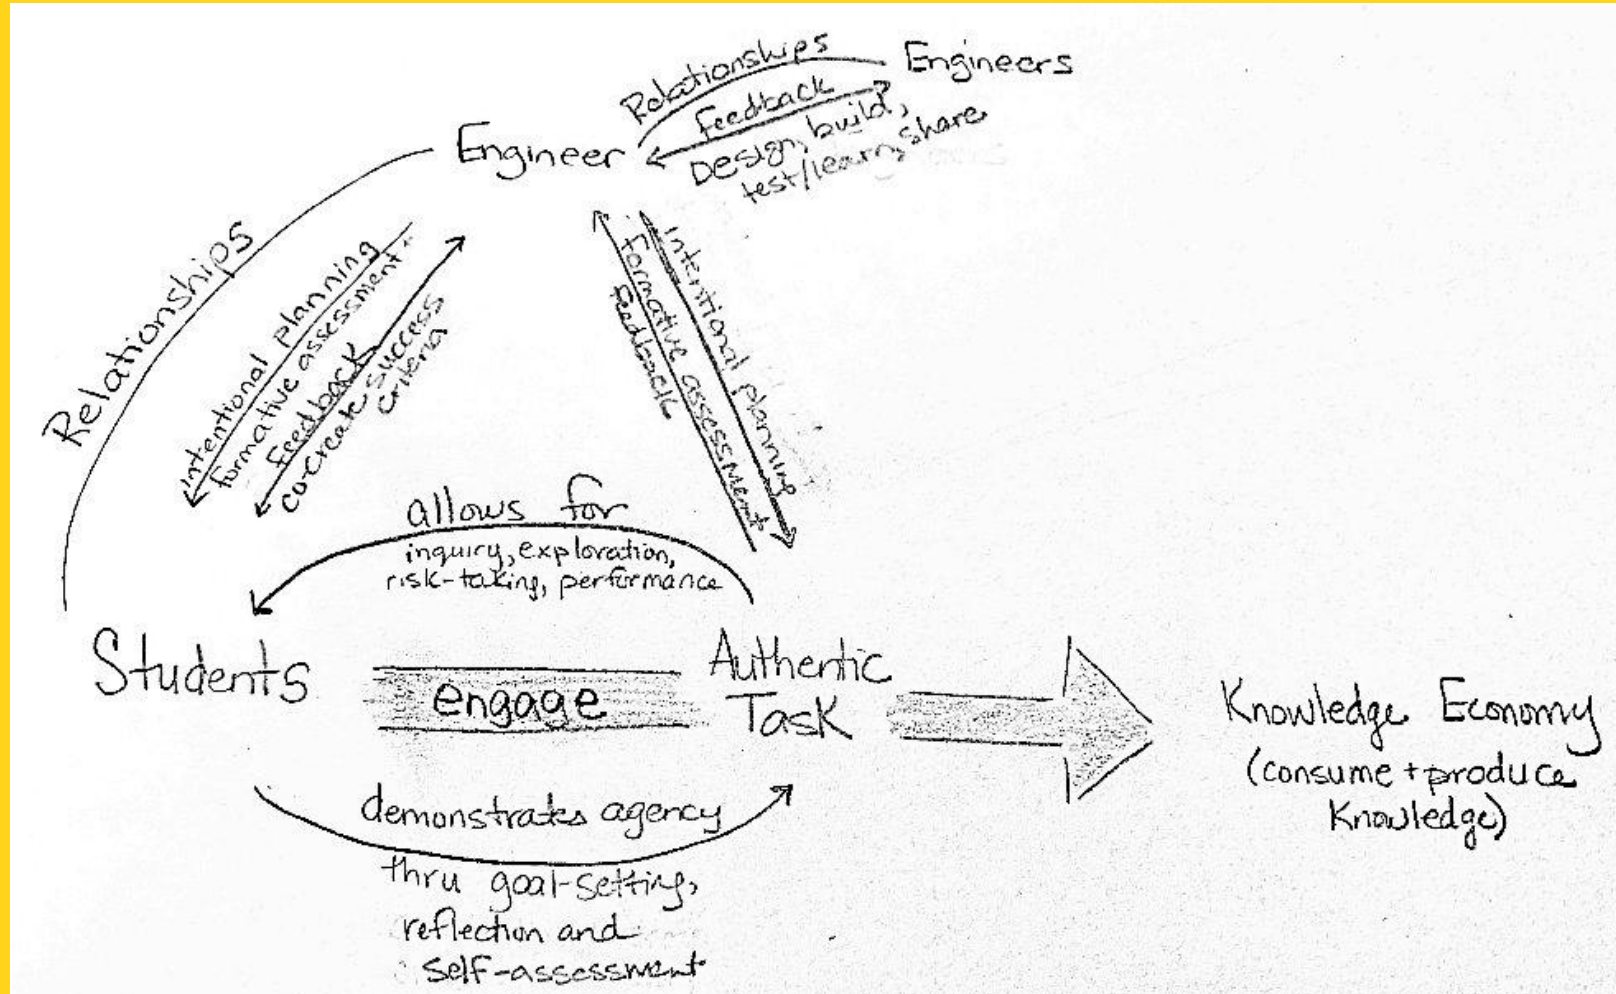 Relationships
Engineers
Feedback
Engineer
Design, build,
test/learn, share
Relationships
intentional planning
formative assessment +
Feedback
co-create success
criteria
intentional planning
formative assessment
feedback
allows for
inquiry, exploration,
risk-taking, performance
Students
engage
Authentic
Task
Knowledge Economy
(consume + produce
Knowledge)
demonstrates agency
thru goal-setting,
reflection and
self-assessment